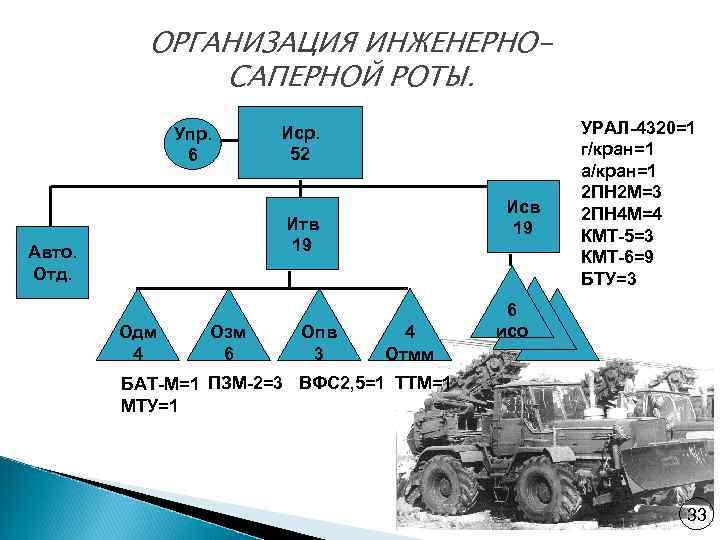 ОРГАНИЗАЦИЯ ИНЖЕНЕРНО-
САПЕРНОЙ РОТЫ.
Упр.
6
Иср.
52
УРАЛ-4320=1
г/кран=1
а/кран=1
2ПН2М=3
2ПН4М=4
КМТ-5=3
КМТ-6=9
БТУ=3
Авто.
Отд.
Итв
19
Исв
19
Одм
4
Озм
6
Опв
3
4
Отмм
6
исо
БАТ-М=1 ПЗМ-2=3 ВФС2,5=1 ТТМ=1
МТУ=1
33